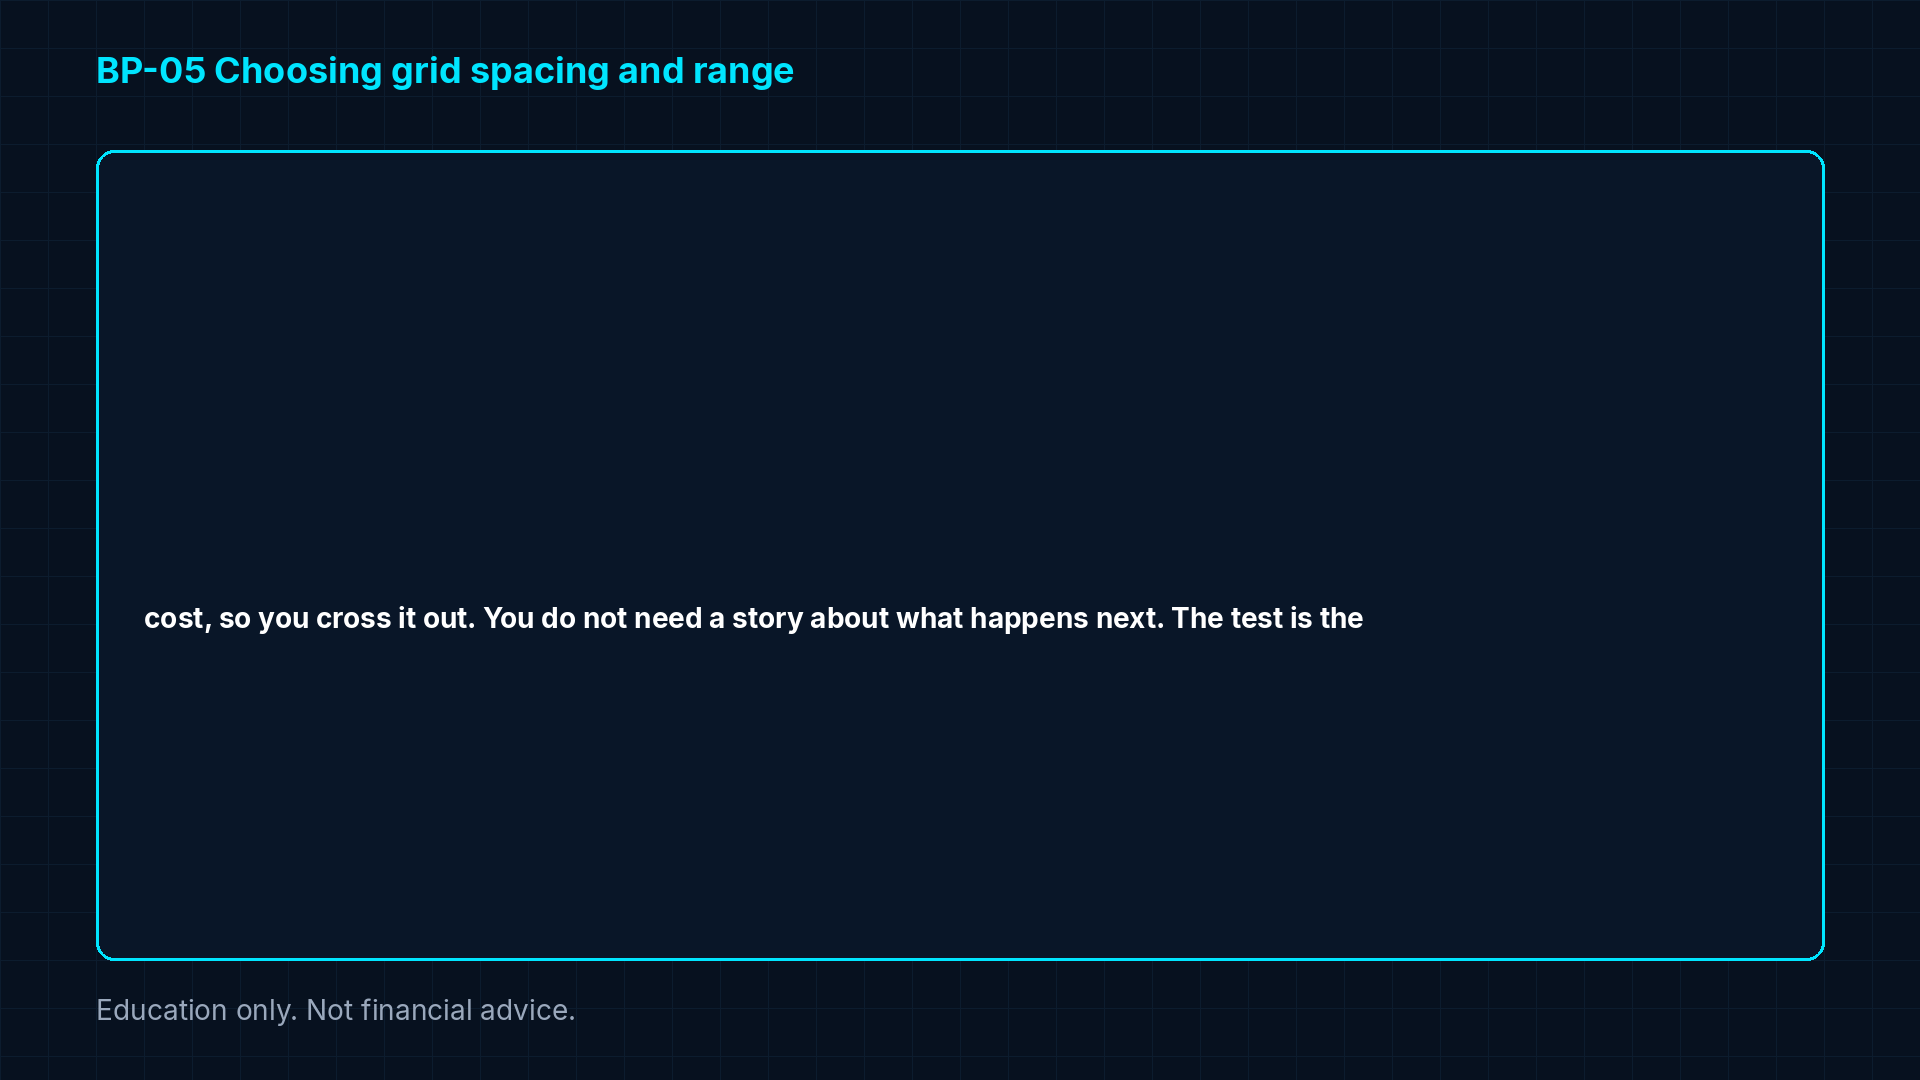 BP-05 Choosing grid spacing and range
cost, so you cross it out. You do not need a story about what happens next. The test is the
Education only. Not financial advice.